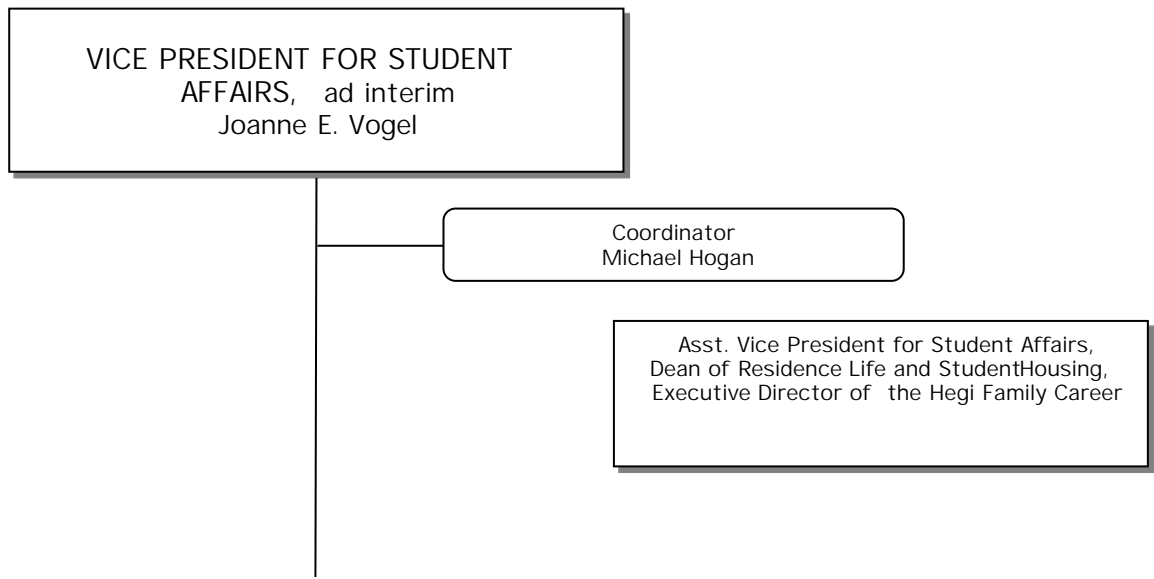 VICE PRESIDENT FOR STUDENT
AFFAIRS, ad interim
Joanne E. Vogel
Coordinator
Michael Hogan
Asst. Vice President for Student Affairs,
Dean of Residence Life and StudentHousing,
Executive Director of the Hegi Family Career